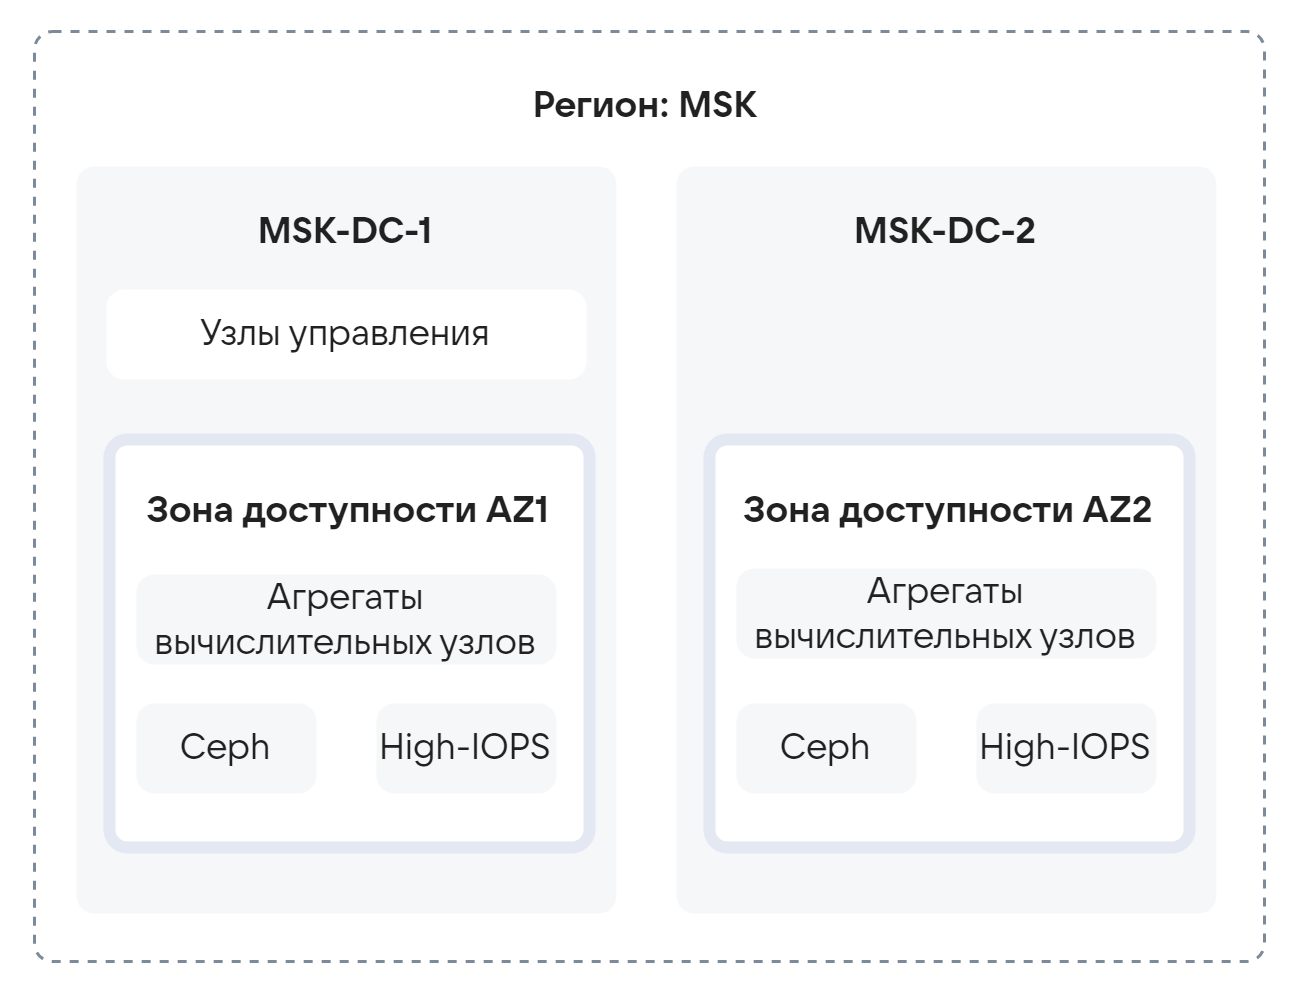 Регион: MSK
MSK-DC-1
Узлы управления
Зона доступности AZ1
Агрегаты
вычислительных узлов
Ceph
High-IOPS
MSK-DC-2
Зона доступности AZ2
Агрегаты
вычислительных узлов
Ceph
High-IOPS